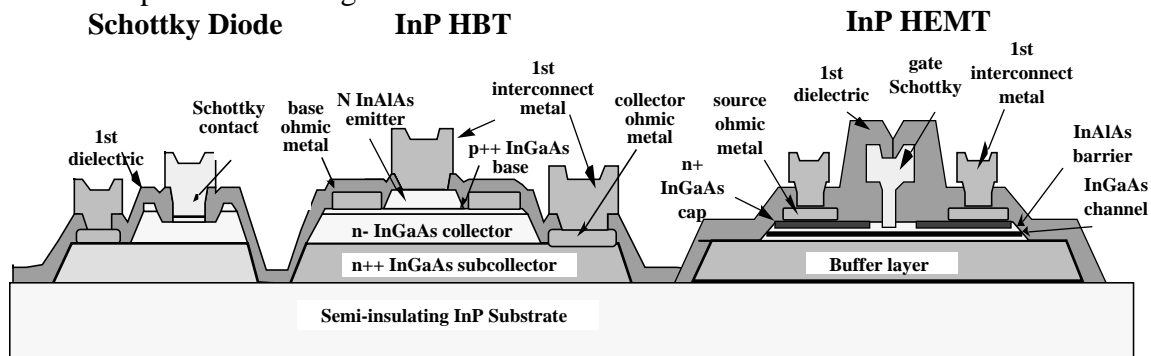 Schottky Diode
InP HBT
InP HEMT
1st
dielectric
Schottky
contact
base
ohmic
metal
N InAlAs
emitter
1st
interconnect
metal
p++ InGaAs
base
collector
ohmic
metal
n- InGaAs collector
n++ InGaAs subcollector
source
ohmic
metal
n+
InGaAs
cap
1st
dielectric
gate
Schottky
1st
interconnect
metal
InAlAs
barrier
InGaAs
channel
Buffer layer
Semi-insulating InP Substrate